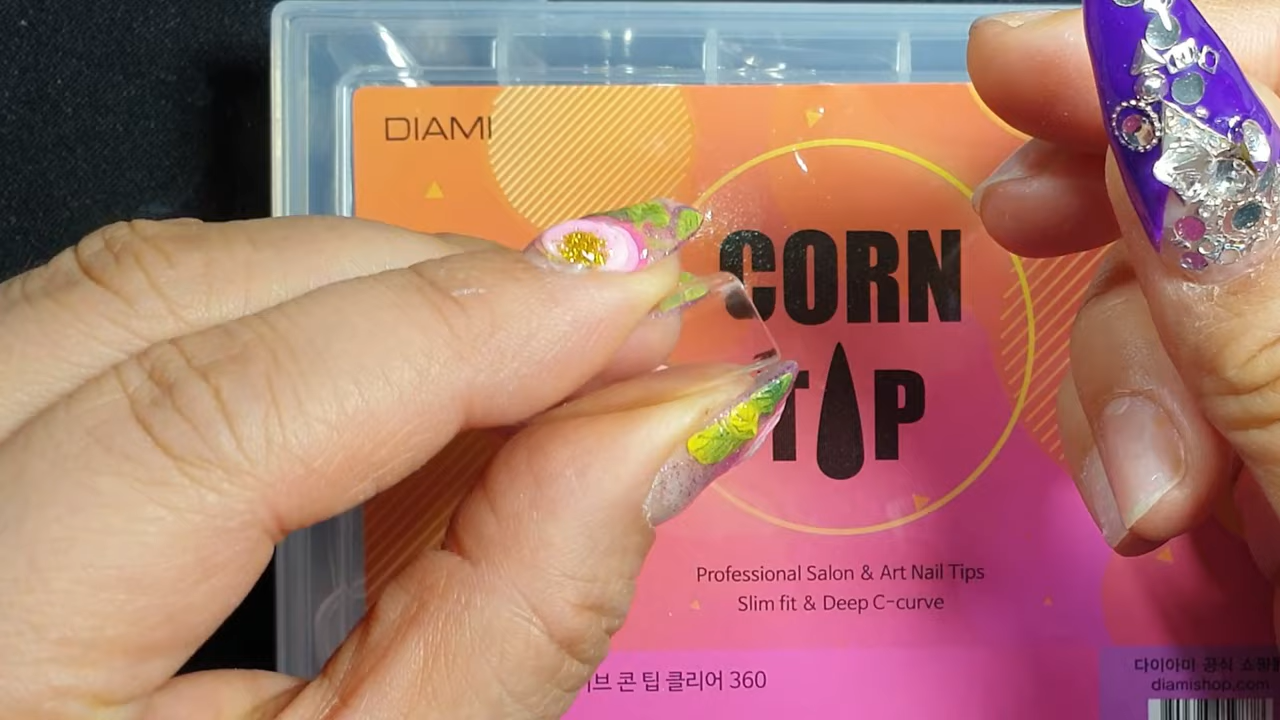 DIAMI
CORN
TIP
Professional Salon & Art Nail Tips
Slim fit & Deep C-curve
콘 팁 클리어 360
다이아미 공식
diamishop.com